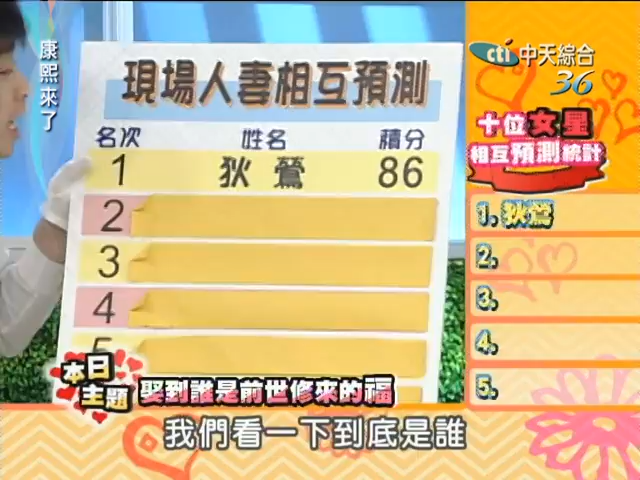 康熙來了
cti 中天綜合
36
現場人妻相互預測
名次 姓名 積分
1 狄鶯 86
2
3
4
5
十位女星
相互預測統計
1. 狄鶯
2.
3.
4.
5.
本日
主題
娶到誰是前世修來的福
我們看一下到底是誰